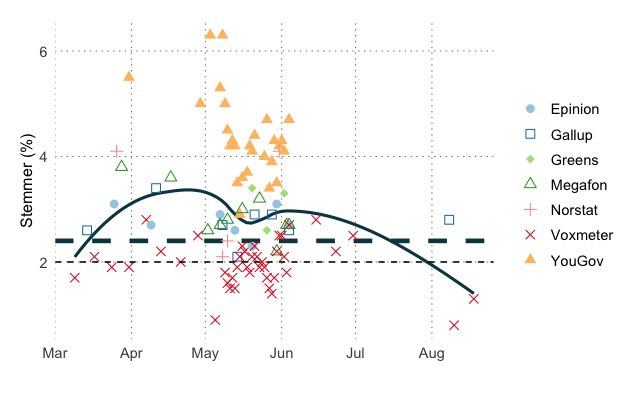 6
4
2
Stemmer (%)
Mar Apr May Jun Jul Aug
Epinion
Gallup
Greens
Megafon
Norstat
Voxmeter
YouGov